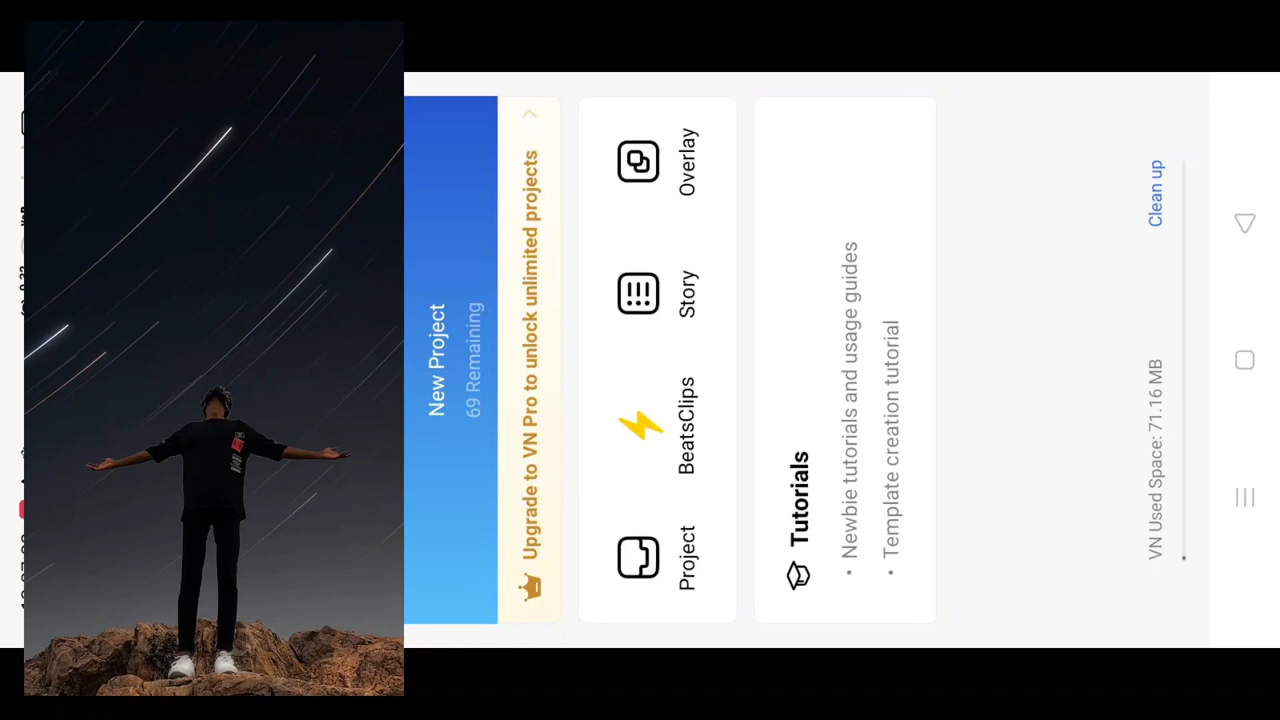 New Project
69 Remaining
Upgrade to VN Pro to unlock unlimited projects
Project
BeatsClips
Story
Overlay
Tutorials
• Newbie tutorials and usage guides
• Template creation tutorial
VN Used Space: 71.16 MB
Clean up